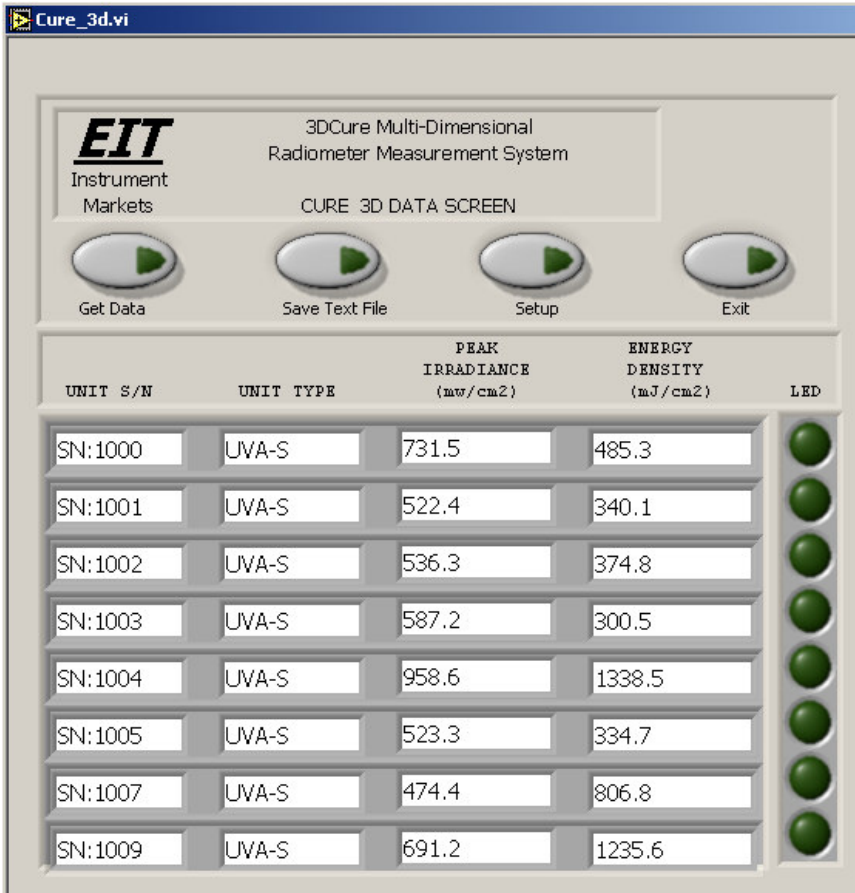 Cure_3d.vi
EIT
Instrument
Markets
3DCure Multi-Dimensional
Radiometer Measurement System
CURE 3D DATA SCREEN
Get Data
Save Text File
Setup
Exit
UNIT S/N
UNIT TYPE
PEAK
IRRADIANCE
(mw/cm2)
ENERGY
DENSITY
(mJ/cm2)
LED
SN:1000 UVA-S 731.5 485.3
SN:1001 UVA-S 522.4 340.1
SN:1002 UVA-S 536.3 374.8
SN:1003 UVA-S 587.2 300.5
SN:1004 UVA-S 958.6 1338.5
SN:1005 UVA-S 523.3 334.7
SN:1007 UVA-S 474.4 806.8
SN:1009 UVA-S 691.2 1235.6